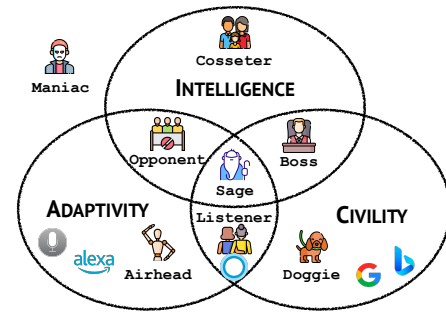 Cosseter
Maniac
INTELLIGENCE
Opponent
Boss
Sage
ADAPTIVITY
Listener
CIVILITY
alexa
Airhead
Doggie
G
b